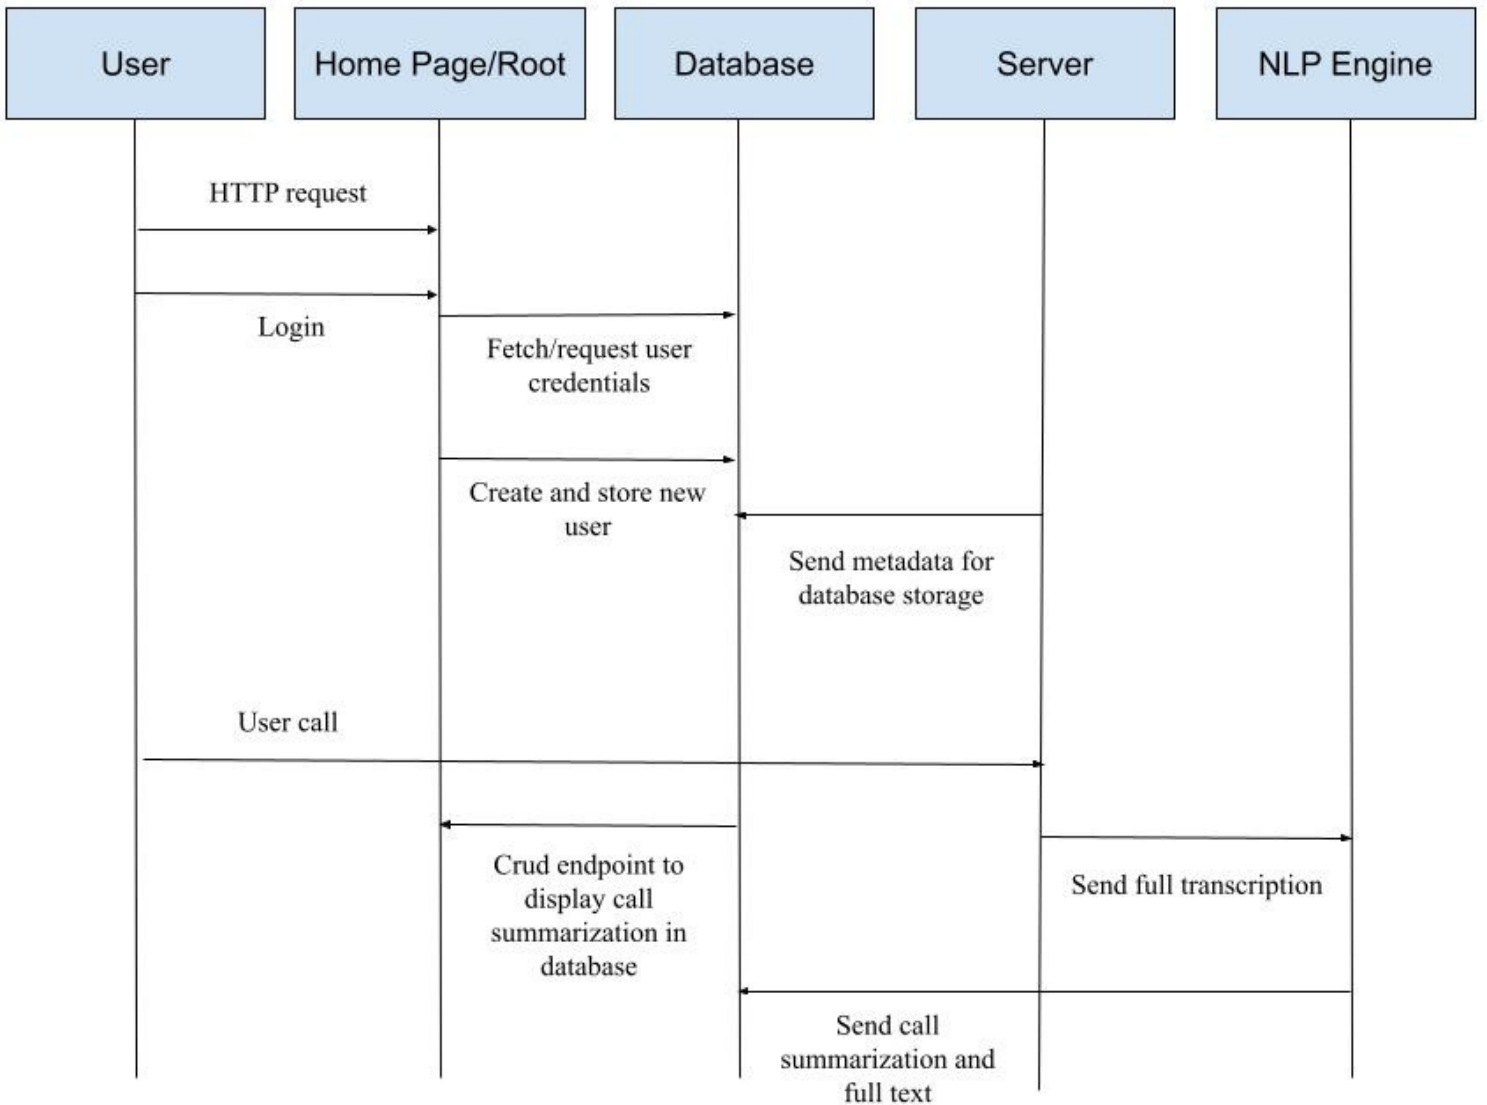 User
Home Page/Root
Database
Server
NLP Engine
HTTP request
Login
Fetch/request user
credentials
Create and store new
user
Send metadata for
database storage
User call
Crud endpoint to
display call
summarization in
database
Send full transcription
Send call
summarization and
full text